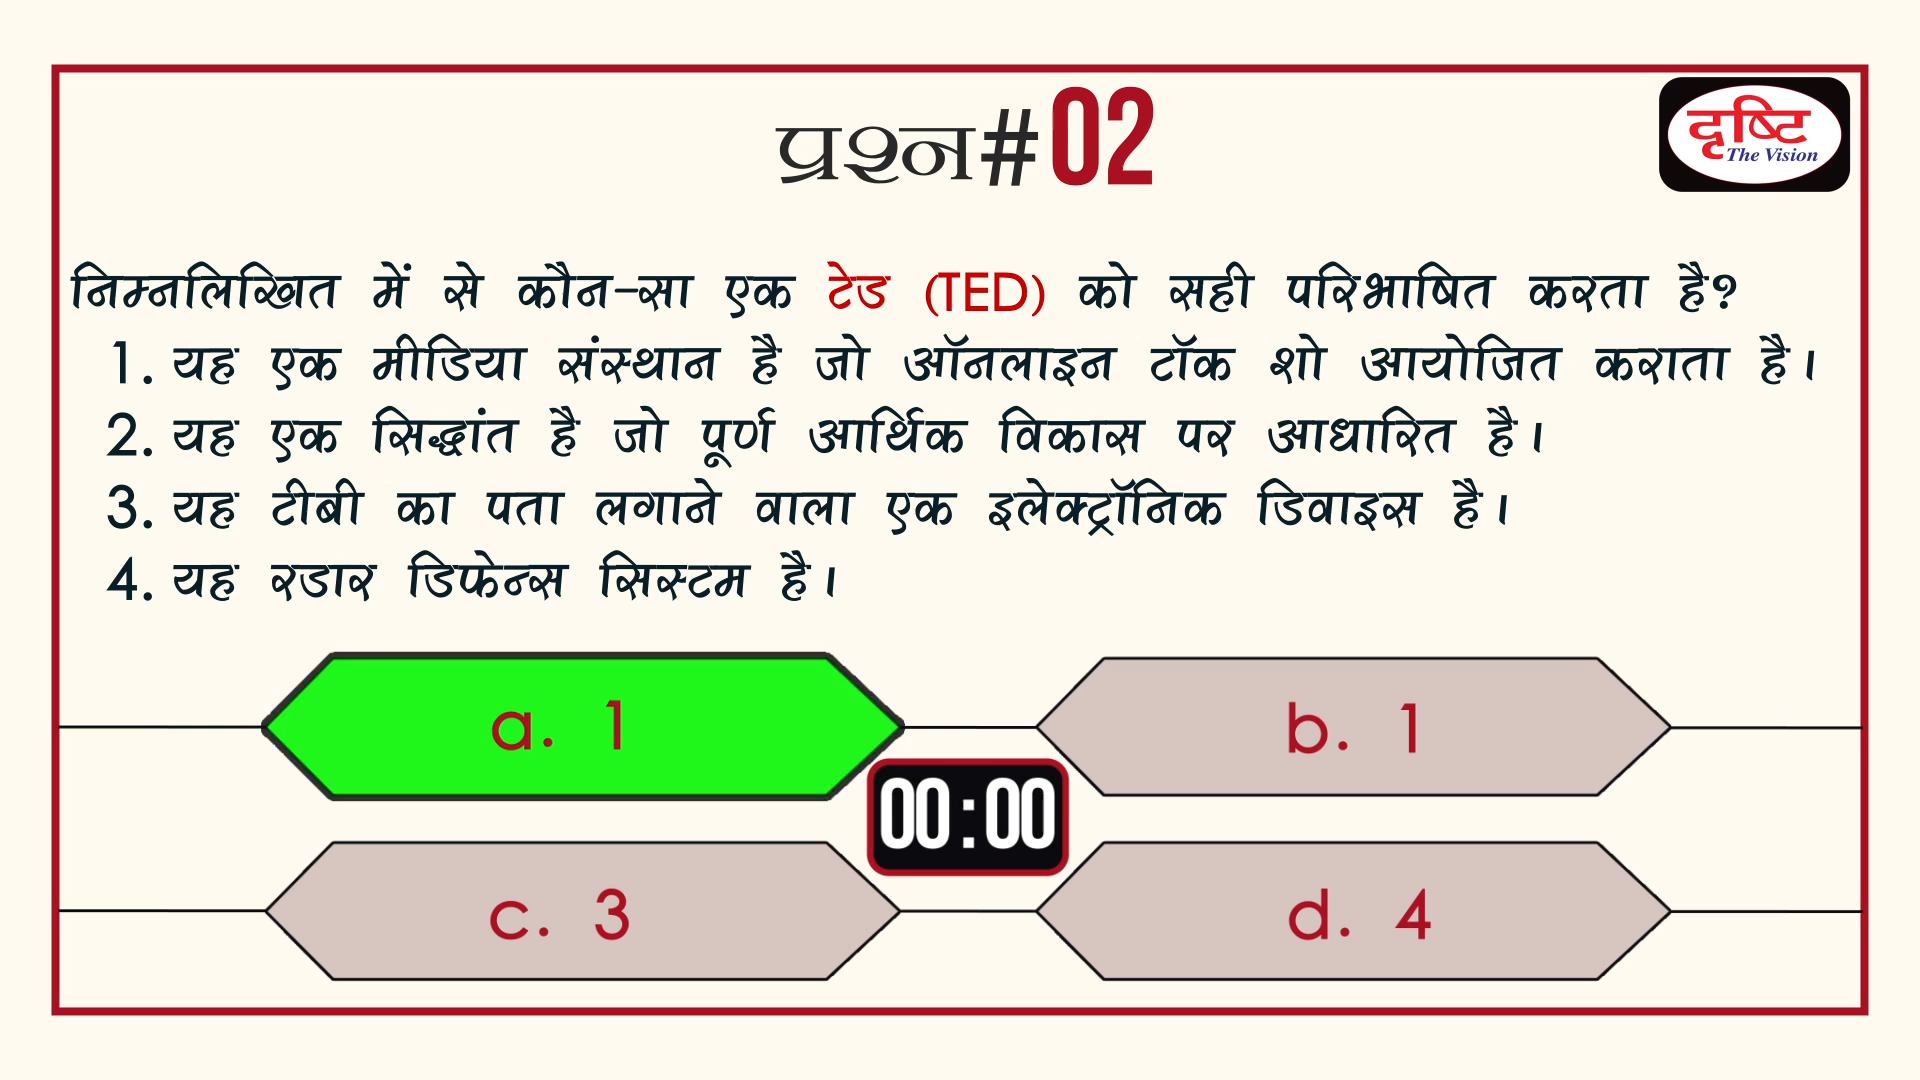 प्रश्न#02
दृष्टि
The Vision
निम्नलिखित में से कौन-सा एक टेड (TED) को सही परिभाषित करता है?
1. यह एक मीडिया संस्थान है जो ऑनलाइन टॉक शो आयोजित कराता है।
2. यह एक सिद्धांत है जो पूर्ण आर्थिक विकास पर आधारित है।
3. यह टीबी का पता लगाने वाला एक इलेक्ट्रॉनिक डिवाइस है।
4. यह रडार डिफेन्स सिस्टम है।
a. 1
b. 1
00:00
c. 3
d. 4